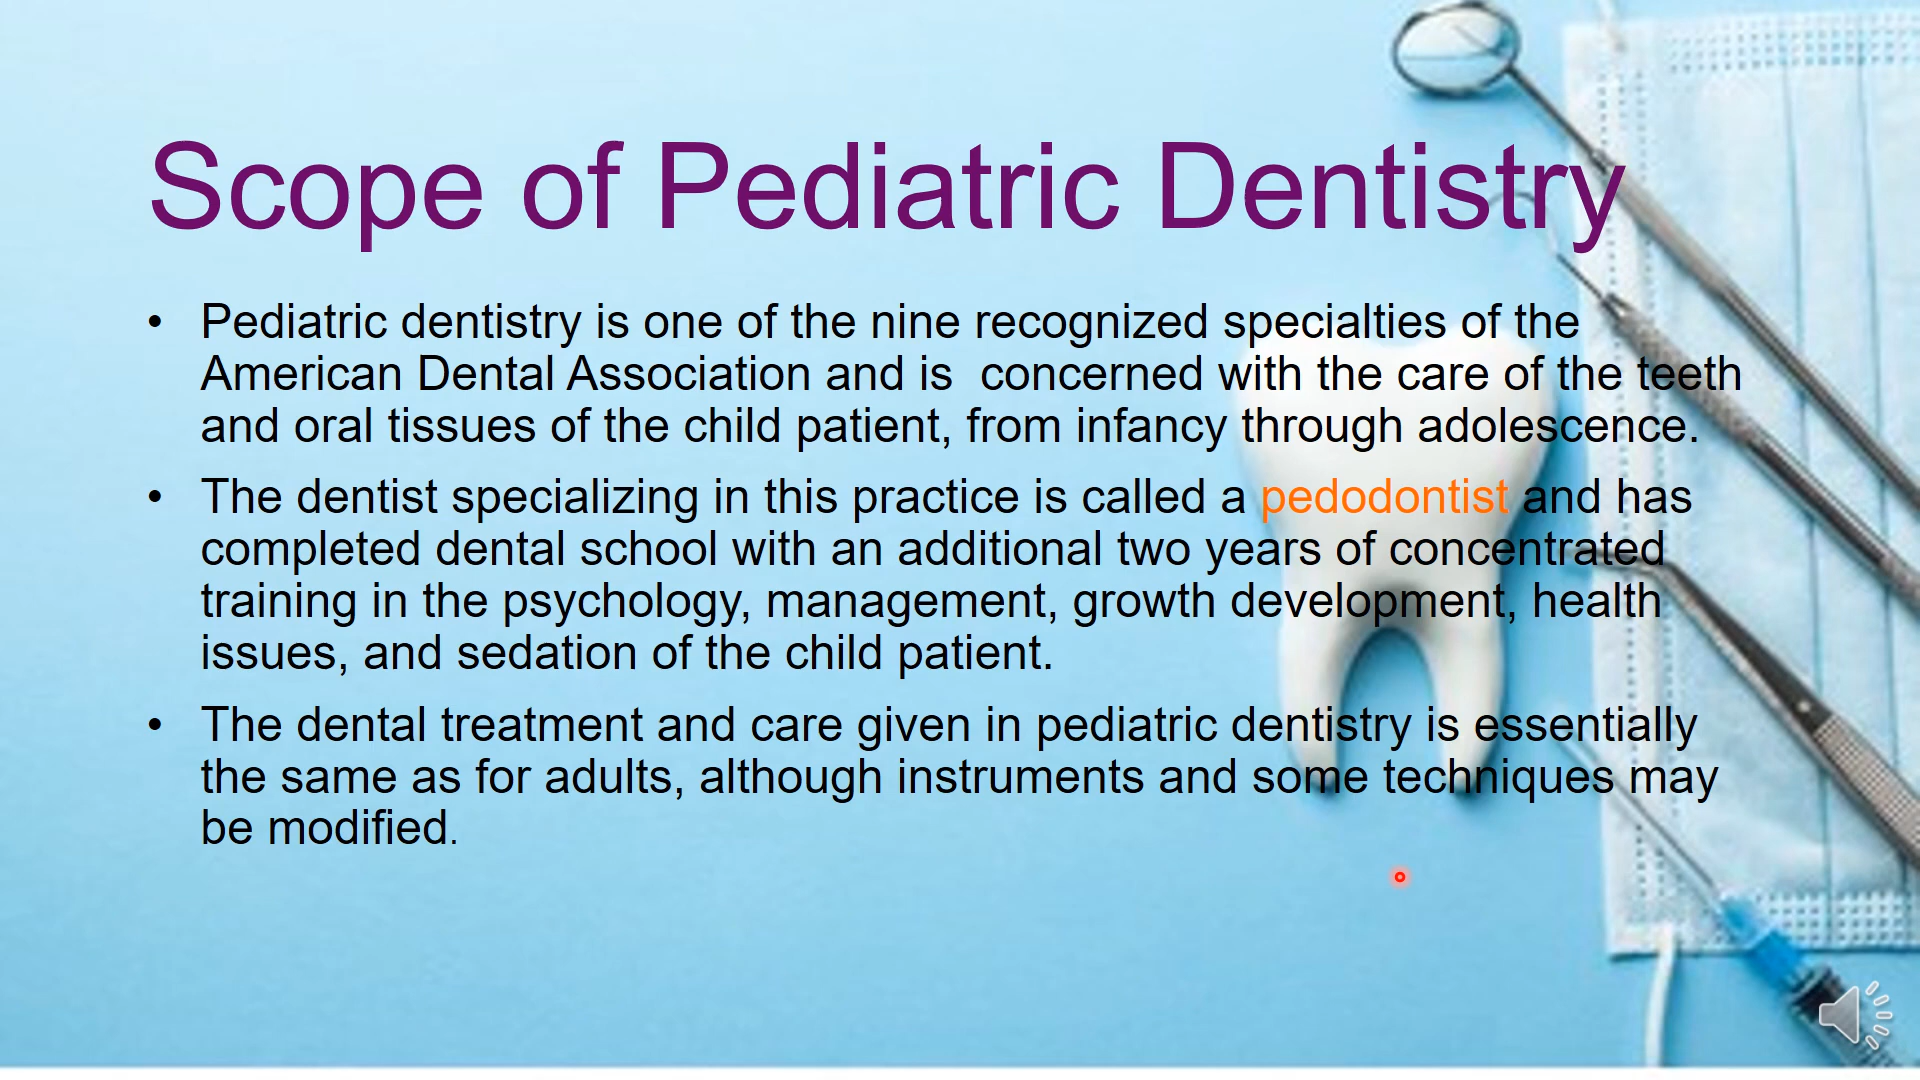 Scope of Pediatric Dentistry
• Pediatric dentistry is one of the nine recognized specialties of the
American Dental Association and is  concerned with the care of the teeth
and oral tissues of the child patient, from infancy through adolescence.
• The dentist specializing in this practice is called a pedodontist and has
completed dental school with an additional two years of concentrated
training in the psychology, management, growth development, health
issues, and sedation of the child patient.
• The dental treatment and care given in pediatric dentistry is essentially
the same as for adults, although instruments and some techniques may
be modified.